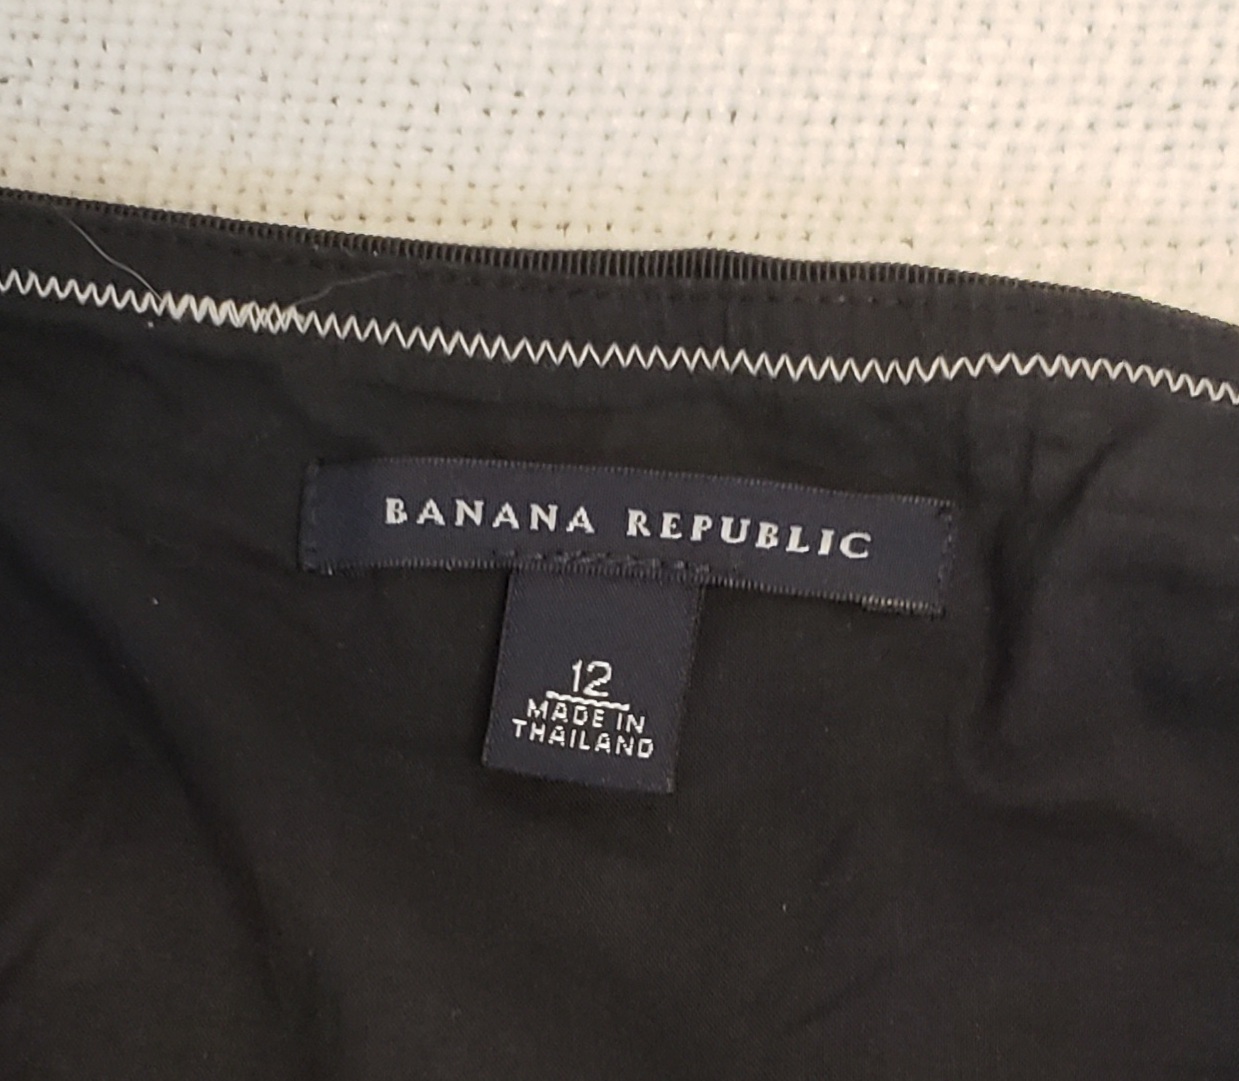 BANANA REPUBLIC
12
MADE IN
THAILAND